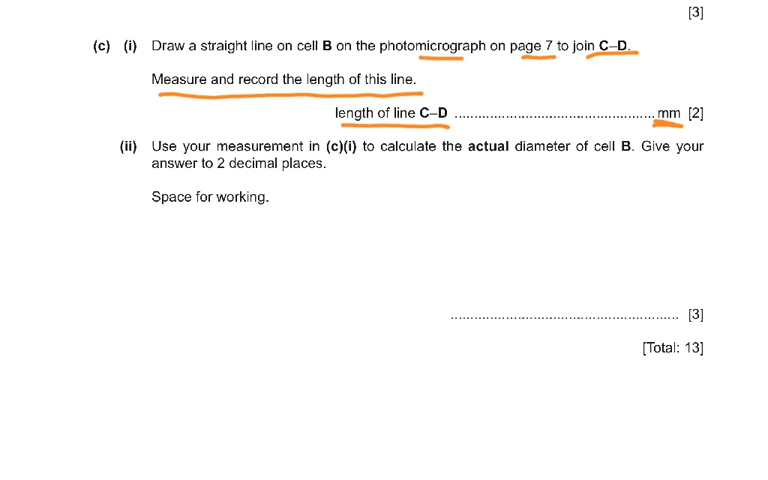 [3]
(c) (i) Draw a straight line on cell B on the photomicrograph on page 7 to join C–D.
Measure and record the length of this line.
length of line C–D ...................................................... mm [2]
(ii) Use your measurement in (c)(i) to calculate the actual diameter of cell B. Give your
answer to 2 decimal places.
Space for working.
............................................................ [3]
[Total: 13]